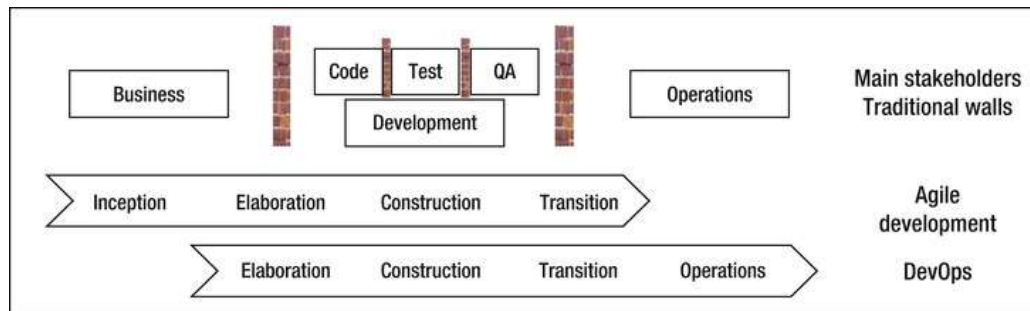 Code Test QA
Business Development Operations
Main stakeholders
Traditional walls
Inception Elaboration Construction Transition
Agile
development
Elaboration Construction Transition Operations
DevOps